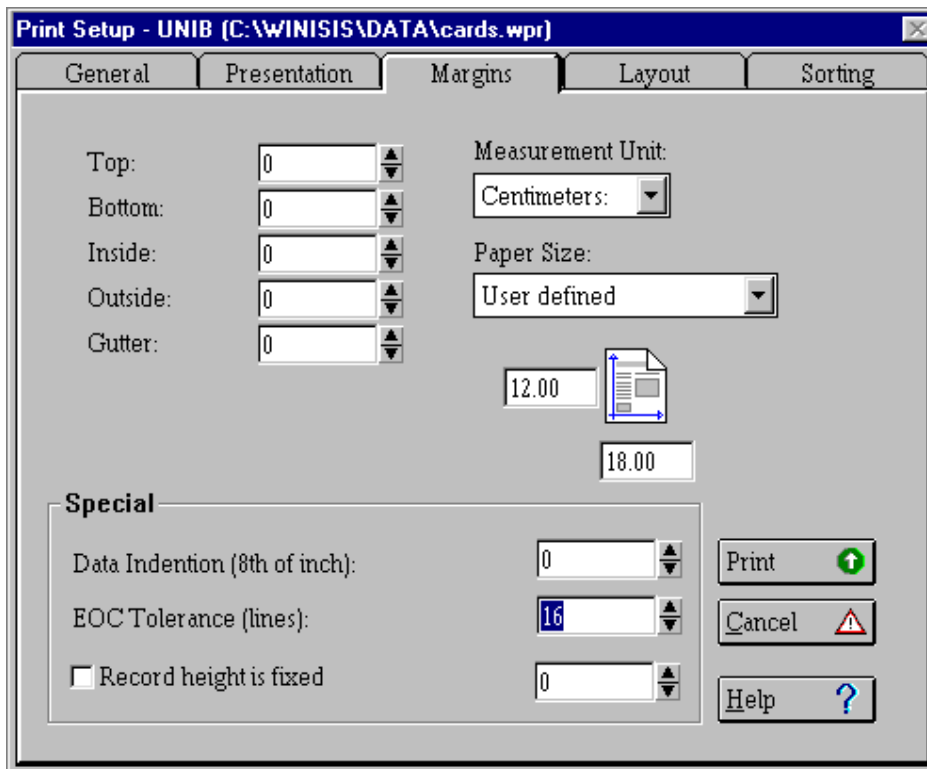 Print Setup - UNIB (C:\WINISIS\DATA\cards.wpr)
General Presentation Margins Layout Sorting
Top: 0
Bottom: 0
Inside: 0
Outside: 0
Gutter: 0
Measurement Unit:
Centimeters:
Paper Size:
User defined
12.00
18.00
Special
Data Indention (8th of inch): 0
EOC Tolerance (lines): 16
Record height is fixed 0
Print
Cancel
Help ?